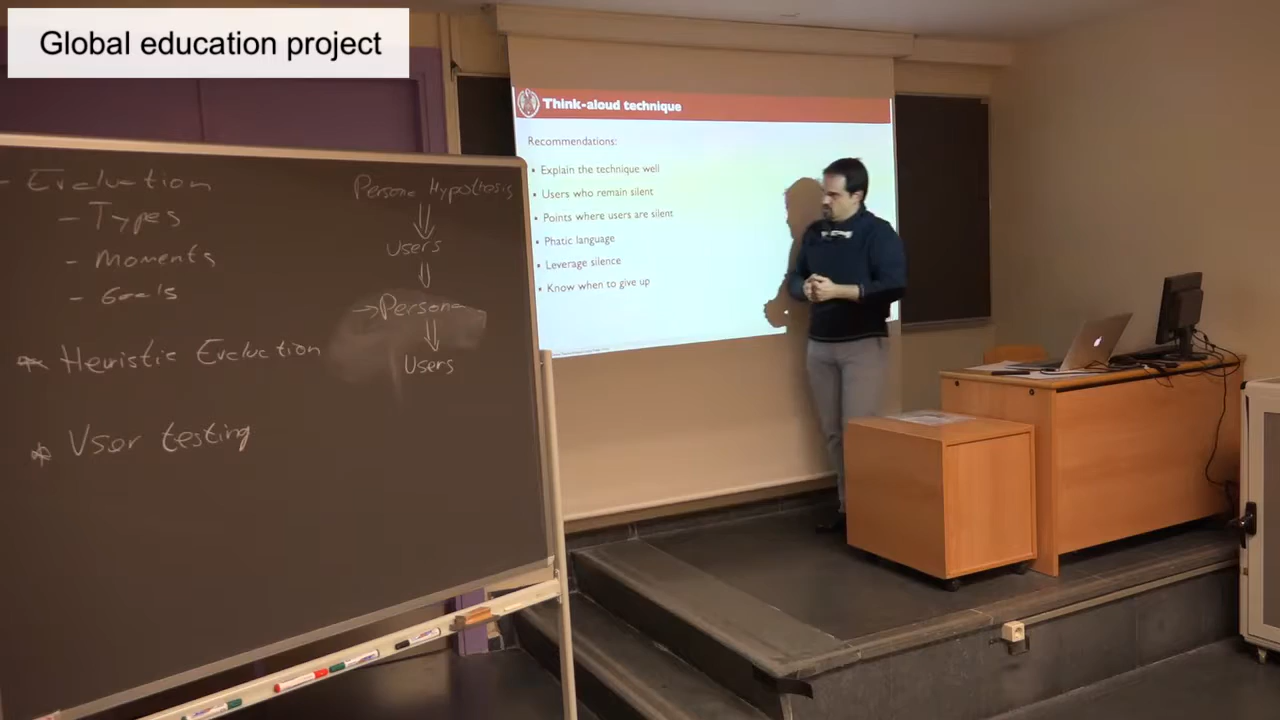 Global education project
- Evaluation
- Types
- Moments
- Goals
* Heuristic Evaluation
* User testing
Persona Hypothesis
Users
Persona
Users
Think-aloud technique
Recommendations:
• Explain the technique well
• Users who remain silent
• Points where users are silent
• Phatic language
• Leverage silence
• Know when to give up